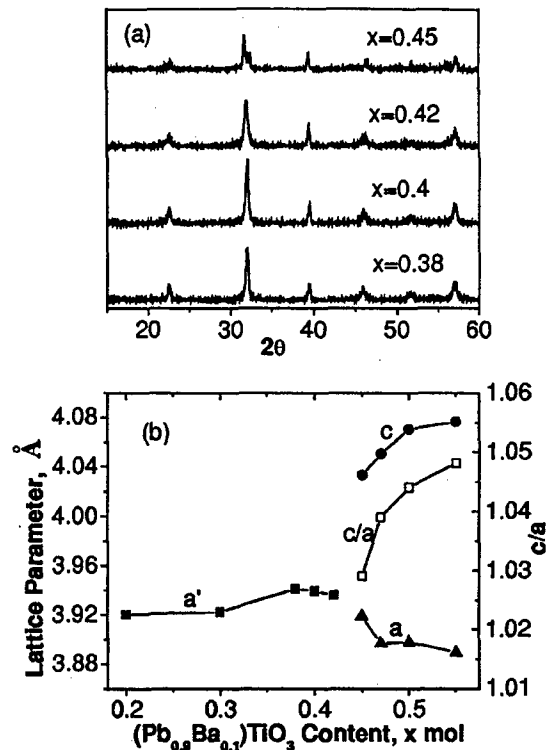 (a)
x=0.45
x=0.42
x=0.4
x=0.38
20 30 40 50 60
2θ
(b)
Lattice Parameter, Å
4.08
4.04
4.00
3.96
3.92
3.88
c
c/a
a'
a
1.06
1.05
1.04
1.03
1.02
1.01
c/a
0.2 0.3 0.4 0.5
(Pb₀.₉Ba₀.₁)TiO₃ Content, x mol